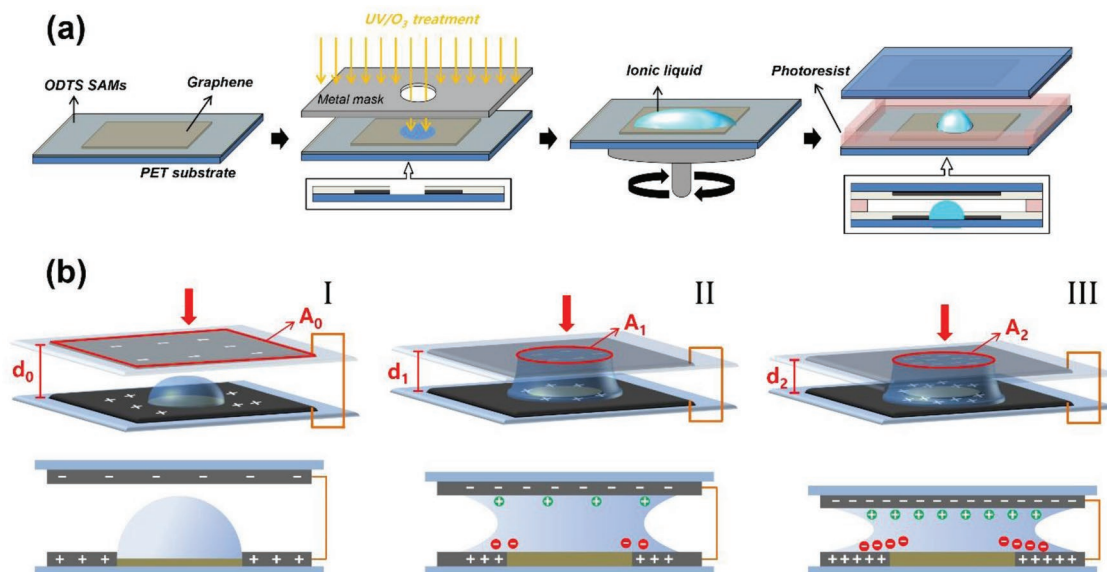 (a)
UV/O3 treatment
ODTS SAMs
Graphene
Metal mask
PET substrate
Ionic liquid
Photoresist
(b)
I
A0
d0
II
A1
d1
III
A2
d2